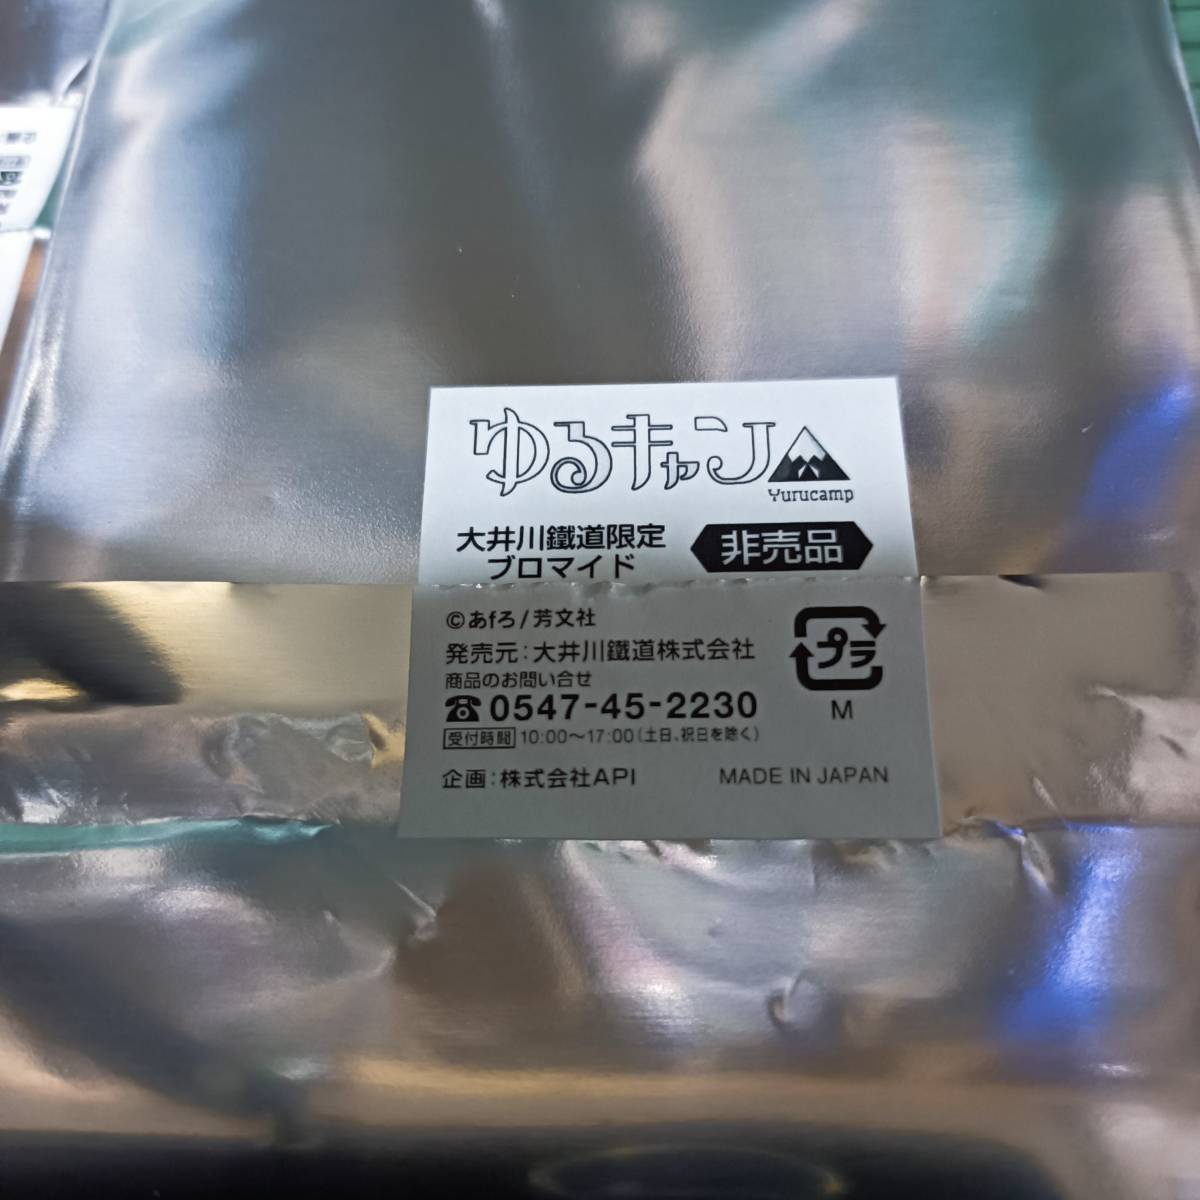 ゆるキャン△
Yurucamp
大井川鐵道限定
ブロマイド
非売品
©あfろ/芳文社
発売元:大井川鐵道株式会社
商品のお問い合せ
☎0547-45-2230
受付時間 10:00〜17:00(土日、祝日を除く)
企画:株式会社API
プラ
M
MADE IN JAPAN